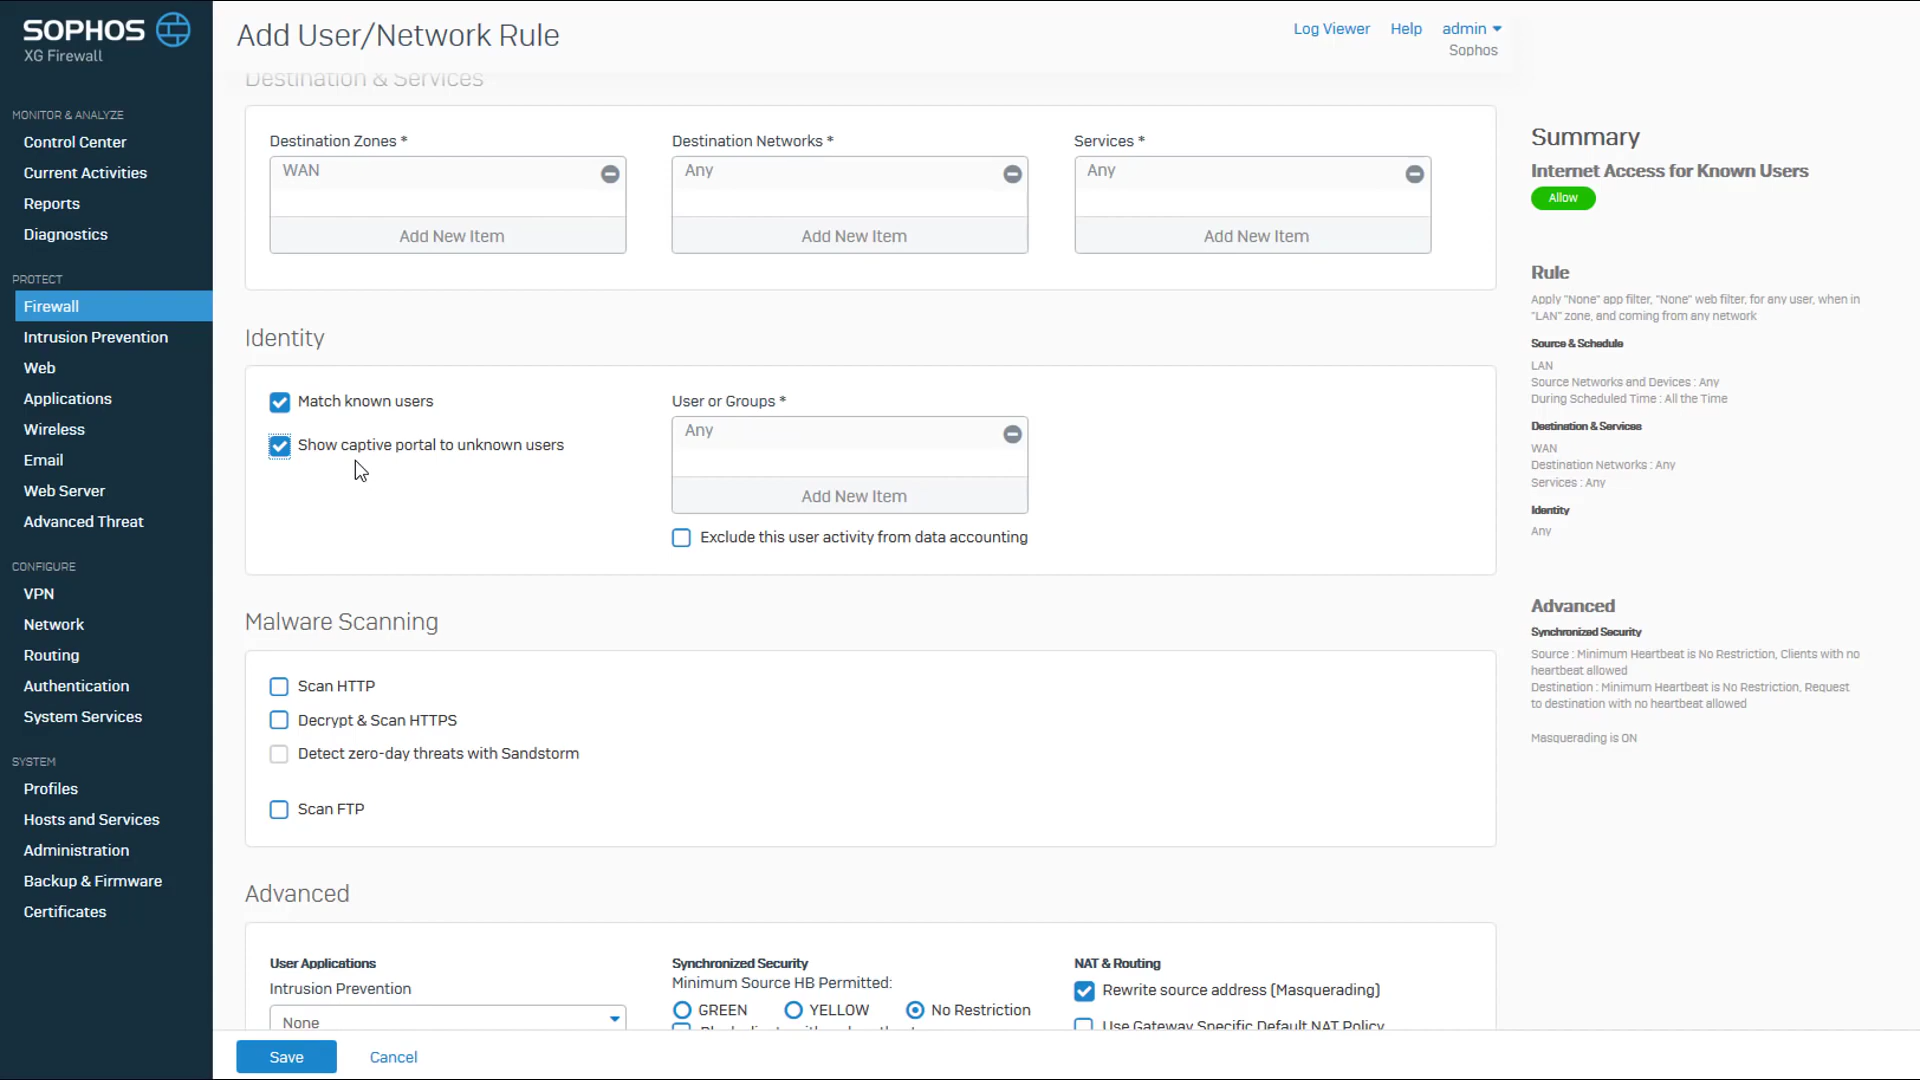 SOPHOS
XG Firewall
MONITOR & ANALYZE
Control Center
Current Activities
Reports
Diagnostics
PROTECT
Firewall
Intrusion Prevention
Web
Applications
Wireless
Email
Web Server
Advanced Threat
CONFIGURE
VPN
Network
Routing
Authentication
System Services
SYSTEM
Profiles
Hosts and Services
Administration
Backup & Firmware
Certificates
Add User/Network Rule
Log Viewer Help admin
Sophos
Destination & Services
Destination Zones * Destination Networks * Services *
WAN Any Any
Add New Item Add New Item Add New Item
Identity
Match known users User or Groups *
Show captive portal to unknown users Any
Add New Item
Exclude this user activity from data accounting
Malware Scanning
Scan HTTP
Decrypt & Scan HTTPS
Detect zero-day threats with Sandstorm
Scan FTP
Advanced
User Applications Synchronized Security NAT & Routing
Intrusion Prevention Minimum Source HB Permitted: Rewrite source address (Masquerading)
None GREEN YELLOW No Restriction
Use Gateway Specific Default NAT Policy
Save Cancel
Summary
Internet Access for Known Users
Allow
Rule
Apply "None" app filter, "None" web filter, for any user, when in
"LAN" zone, and coming from any network
Source & Schedule
LAN
Source Networks and Devices : Any
During Scheduled Time : All the Time
Destination & Services
WAN
Destination Networks : Any
Services : Any
Identity
Any
Advanced
Synchronized Security
Source : Minimum Heartbeat is No Restriction, Clients with no
heartbeat allowed
Destination : Minimum Heartbeat is No Restriction, Request
to destination with no heartbeat allowed
Masquerading is ON